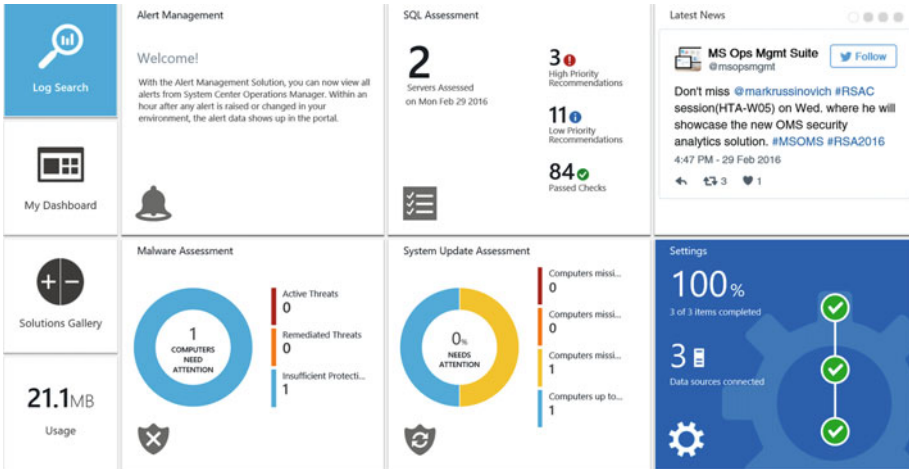 Log Search
My Dashboard
Solutions Gallery
21.1MB
Usage
Alert Management
Welcome!
With the Alert Management Solution, you can now view all
alerts from System Center Operations Manager. Within an
hour after any alert is raised or changed in your
environment, the alert data shows up in the portal.
SQL Assessment
2
Servers Assessed
on Mon Feb 29 2016
3
High Priority
Recommendations
11
Low Priority
Recommendations
84
Passed Checks
Latest News
MS Ops Mgmt Suite
@msopsmgmt
Follow
Don't miss @markrussinovich #RSAC
session(HTA-W05) on Wed. where he will
showcase the new OMS security
analytics solution. #MSOMS #RSA2016
4:47 PM - 29 Feb 2016
3 1
Malware Assessment
1
COMPUTERS
NEED
ATTENTION
Active Threats
0
Remediated Threats
0
Insufficient Protecti...
1
System Update Assessment
0%
NEEDS
ATTENTION
Computers missi...
0
Computers missi...
0
Computers missi...
1
Computers up to...
1
Settings
100%
3 of 3 items completed
3
Data sources connected